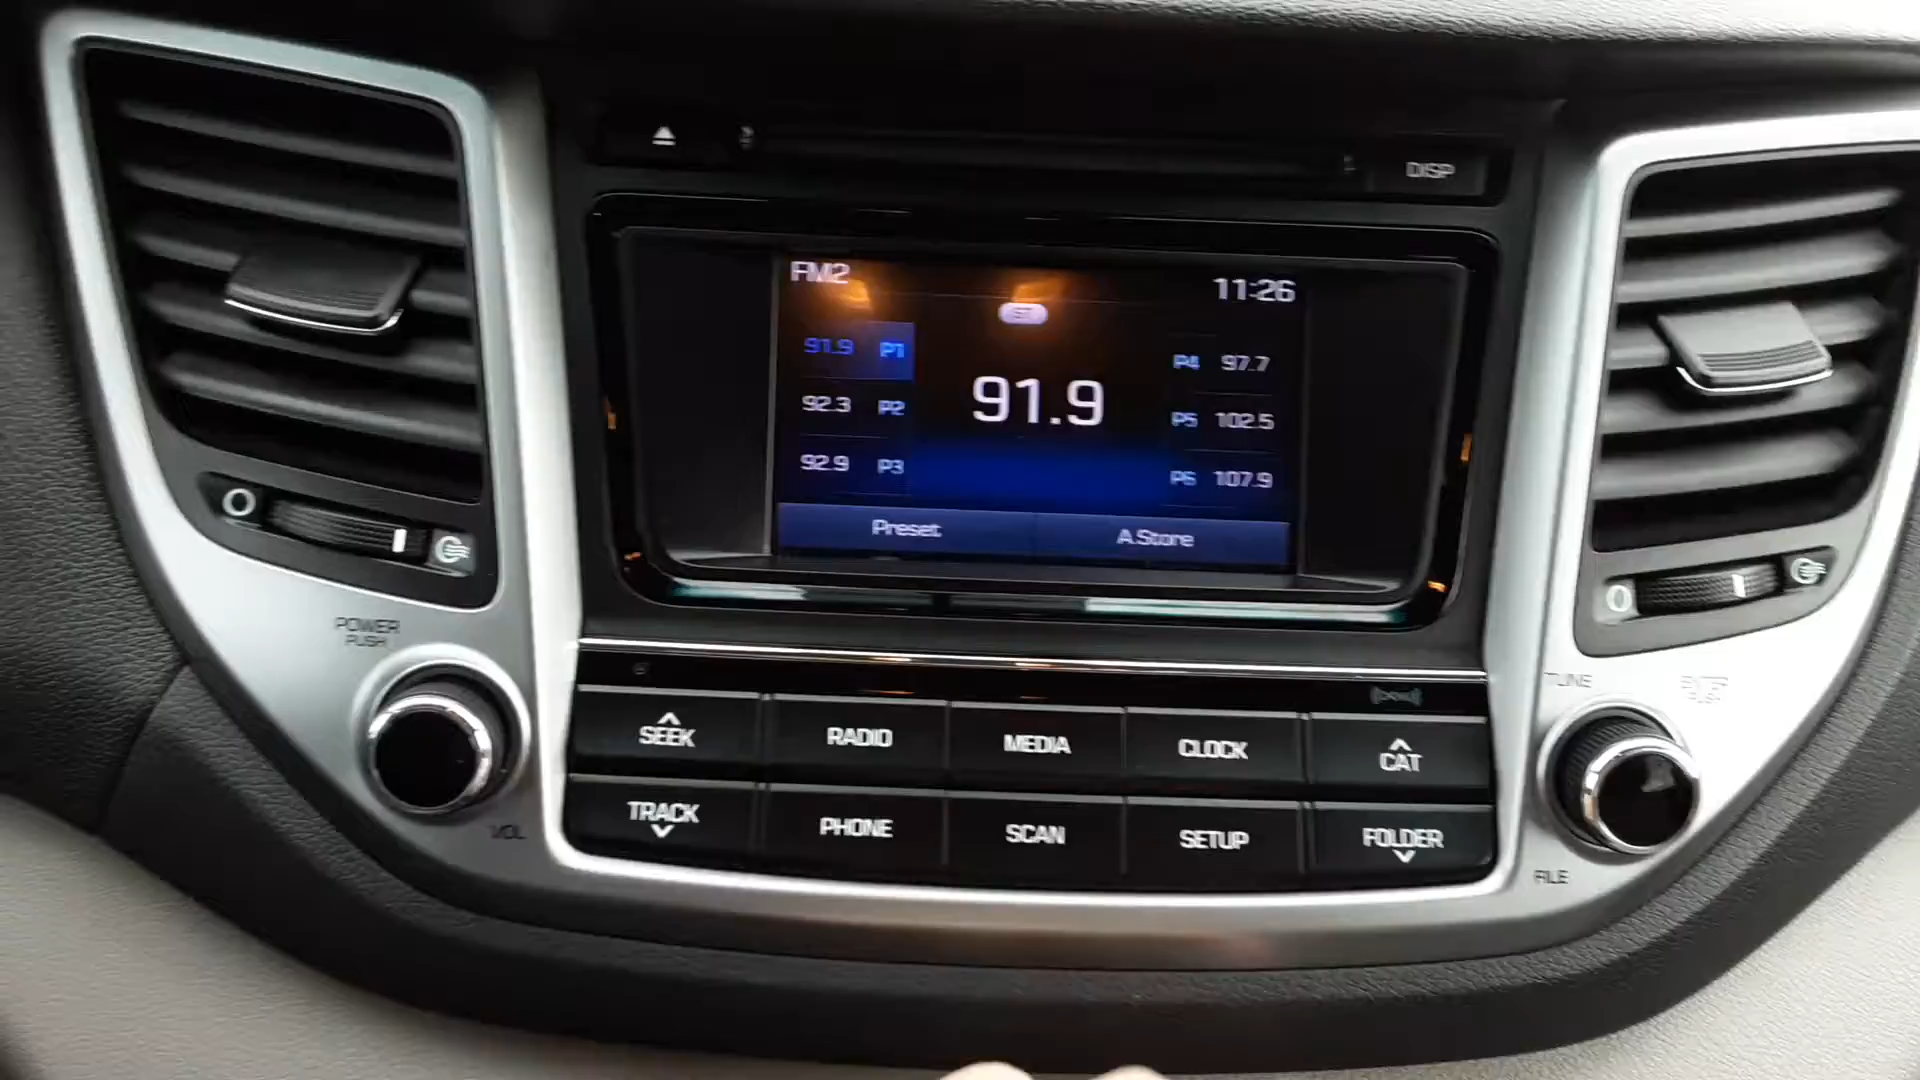 DISP
FM2
11:26
ST
91.9 P1
92.3 P2
92.9 P3
91.9
P4 97.7
P5 102.5
P6 107.9
Preset
A.Store
POWER
PUSH
VOL
TUNE
FILE
SEEK
RADIO
MEDIA
CLOCK
CAT
TRACK
PHONE
SCAN
SETUP
FOLDER